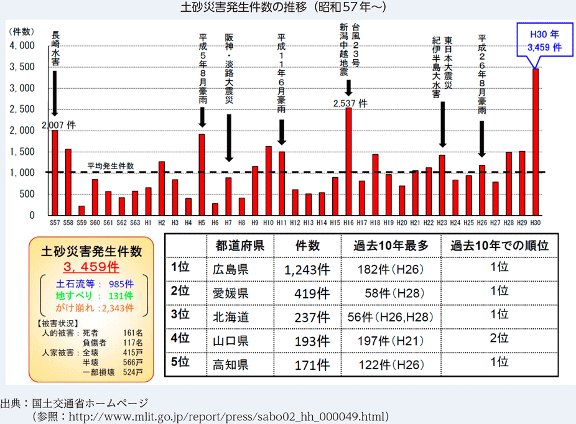 土砂災害発生件数の推移（昭和57年～）
(件数)
4,000
3,500
3,000
2,500
2,000
1,500
1,000
500
0
長崎水害
2,007 件
平均発生件数
平成5年8月豪雨
阪神・淡路大震災
平成11年6月豪雨
台風23号
新潟中越地震
2,537 件
東日本大震災
紀伊半島大水害
平成26年8月豪雨
H30 年
3,459 件
S57 S58 S59 S60 S61 S62 S63 H1 H2 H3 H4 H5 H6 H7 H8 H9 H10 H11 H12 H13 H14 H15 H16 H17 H18 H19 H20 H21 H22 H23 H24 H25 H26 H27 H28 H29 H30
土砂災害発生件数
3,459件
土石流等： 985件
地すべり： 131件
がけ崩れ：2,343件
【被害状況】
人的被害：死者 161名
負傷者 117名
人家被害：全壊 415戸
半壊 566戸
一部損壊 524戸
都道府県 件数 過去10年最多 過去10年での順位
1位 広島県 1,243件 182件(H26) 1位
2位 愛媛県 419件 58件(H28) 1位
3位 北海道 237件 56件(H26,H28) 1位
4位 山口県 193件 197件(H21) 2位
5位 高知県 171件 122件(H26) 1位
出典：国土交通省ホームページ
（参照：http://www.mlit.go.jp/report/press/sabo02_hh_000049.html）